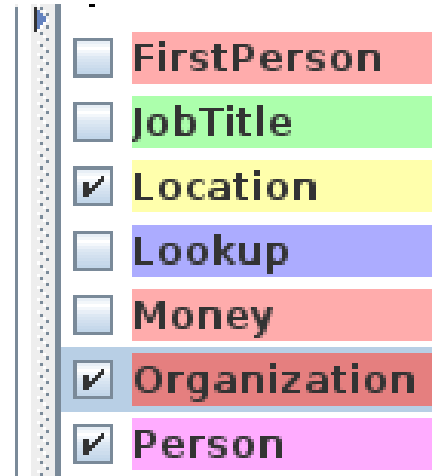 FirstPerson
JobTitle
Location
Lookup
Money
Organization
Person